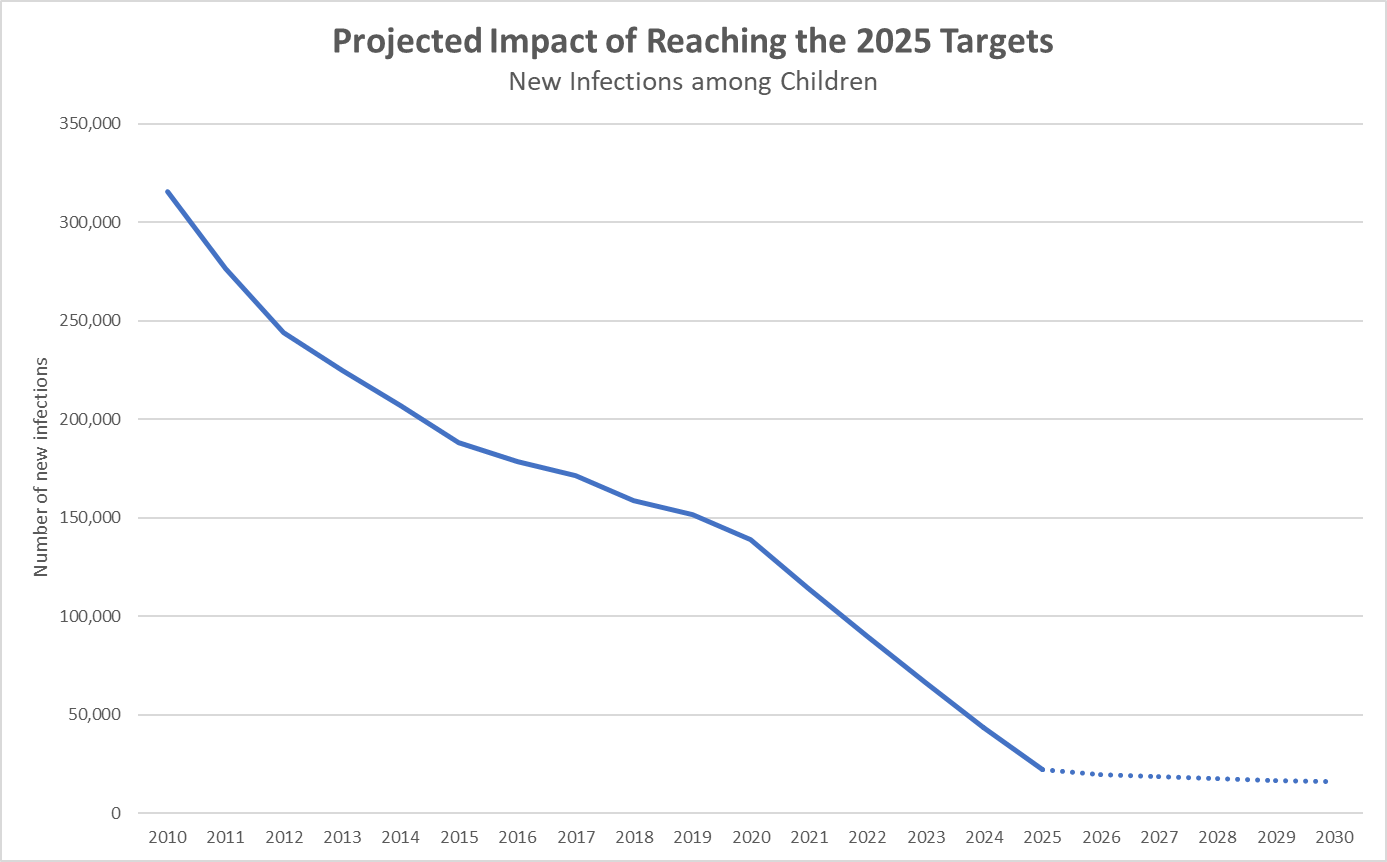 Projected Impact of Reaching the 2025 Targets
New Infections among Children
Number of new infections
350,000
300,000
250,000
200,000
150,000
100,000
50,000
0
2010 2011 2012 2013 2014 2015 2016 2017 2018 2019 2020 2021 2022 2023 2024 2025 2026 2027 2028 2029 2030